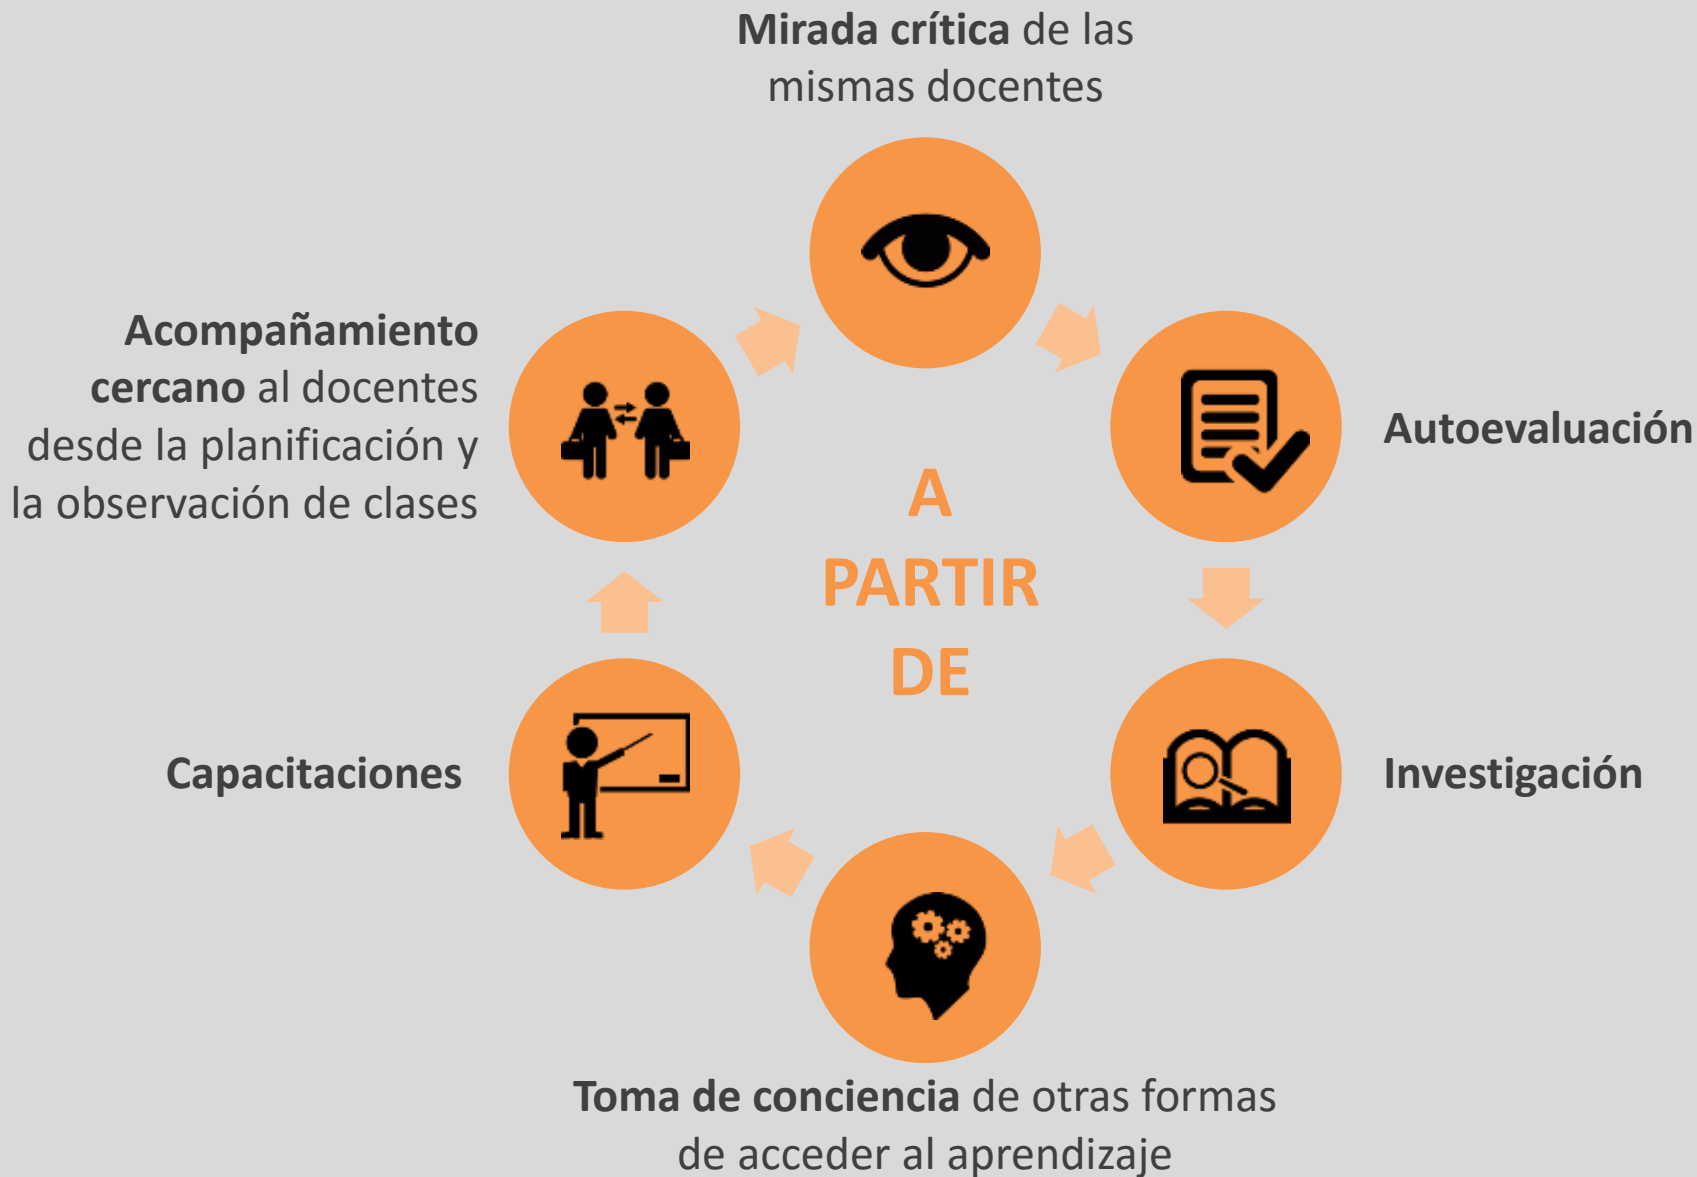 Mirada crítica de las
mismas docentes
Autoevaluación
Investigación
Toma de conciencia de otras formas
de acceder al aprendizaje
Capacitaciones
Acompañamiento
cercano al docentes
desde la planificación y
la observación de clases
A
PARTIR
DE